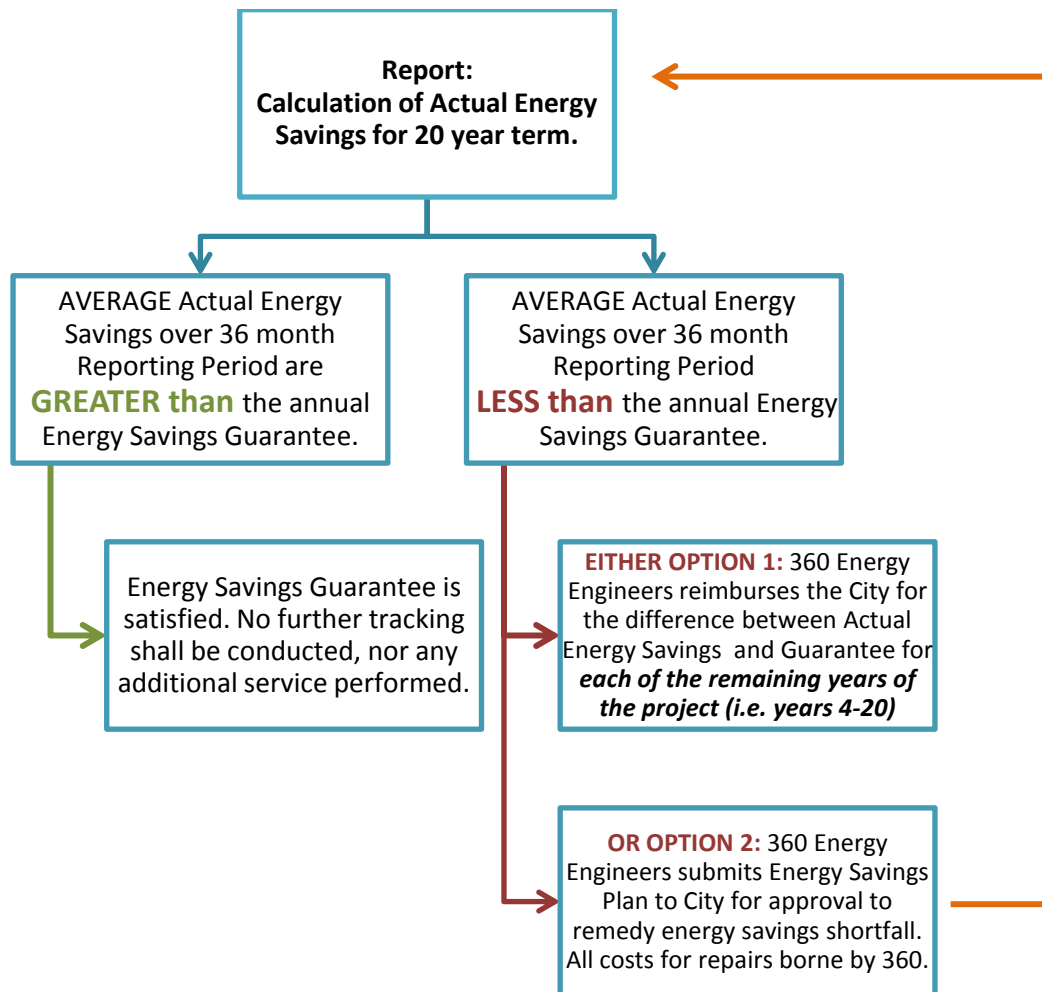 Report:
Calculation of Actual Energy
Savings for 20 year term.
AVERAGE Actual Energy
Savings over 36 month
Reporting Period are
GREATER than the annual
Energy Savings Guarantee.
AVERAGE Actual Energy
Savings over 36 month
Reporting Period
LESS than the annual Energy
Savings Guarantee.
Energy Savings Guarantee is
satisfied. No further tracking
shall be conducted, nor any
additional service performed.
EITHER OPTION 1: 360 Energy
Engineers reimburses the City for
the difference between Actual
Energy Savings and Guarantee for
each of the remaining years of
the project (i.e. years 4-20)
OR OPTION 2: 360 Energy
Engineers submits Energy Savings
Plan to City for approval to
remedy energy savings shortfall.
All costs for repairs borne by 360.